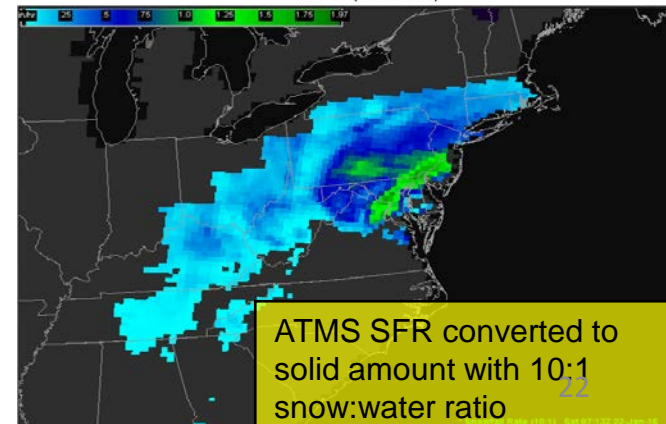 in/hr .25 .5 .75 1.0 1.25 1.5 1.75 1.97
ATMS SFR converted to
solid amount with 10:1
snow:water ratio
22